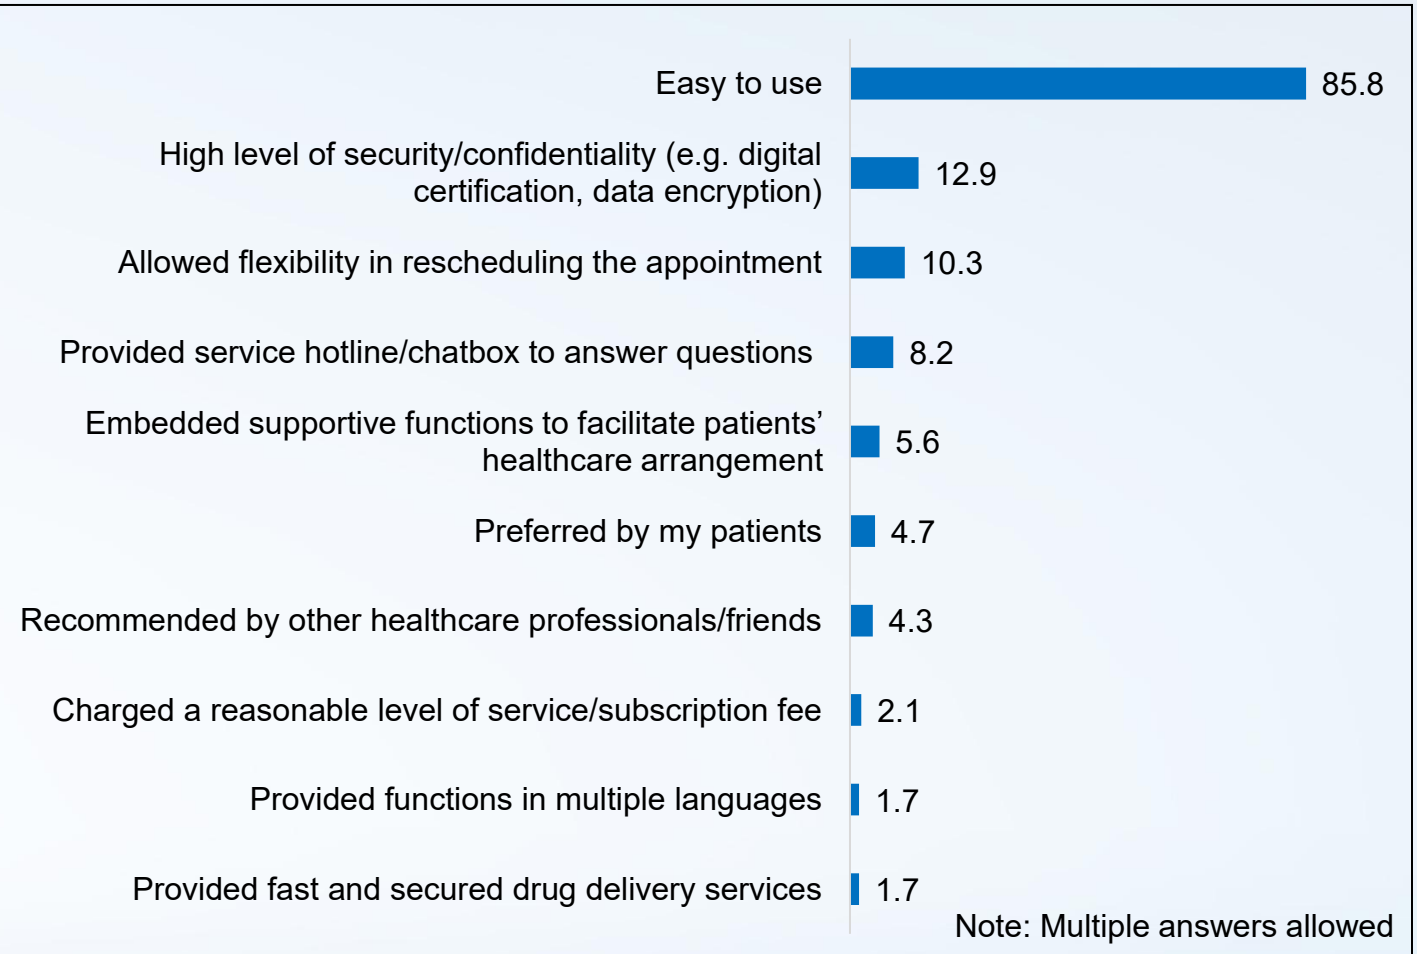 Easy to use
85.8
High level of security/confidentiality (e.g. digital
certification, data encryption)
12.9
Allowed flexibility in rescheduling the appointment
10.3
Provided service hotline/chatbox to answer questions
8.2
Embedded supportive functions to facilitate patients’
healthcare arrangement
5.6
Preferred by my patients
4.7
Recommended by other healthcare professionals/friends
4.3
Charged a reasonable level of service/subscription fee
2.1
Provided functions in multiple languages
1.7
Provided fast and secured drug delivery services
1.7
Note: Multiple answers allowed